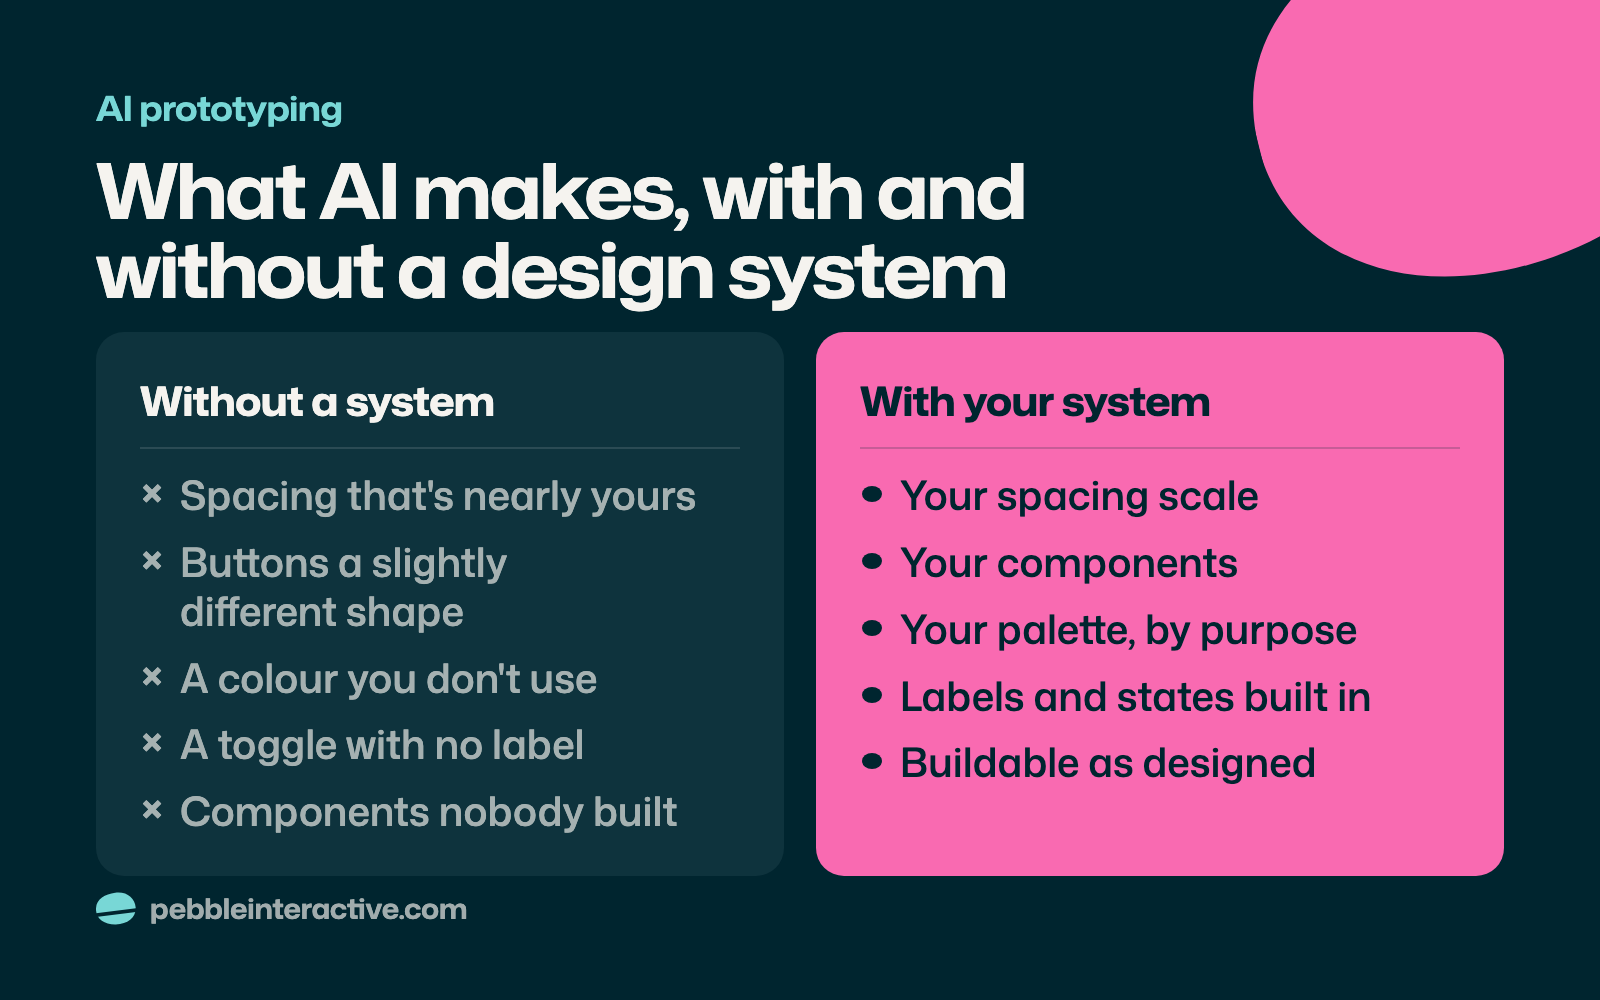 AI prototyping
What AI makes, with and
without a design system
Without a system
× Spacing that's nearly yours
× Buttons a slightly
different shape
× A colour you don't use
× A toggle with no label
× Components nobody built
With your system
● Your spacing scale
● Your components
● Your palette, by purpose
● Labels and states built in
● Buildable as designed
pebbleinteractive.com